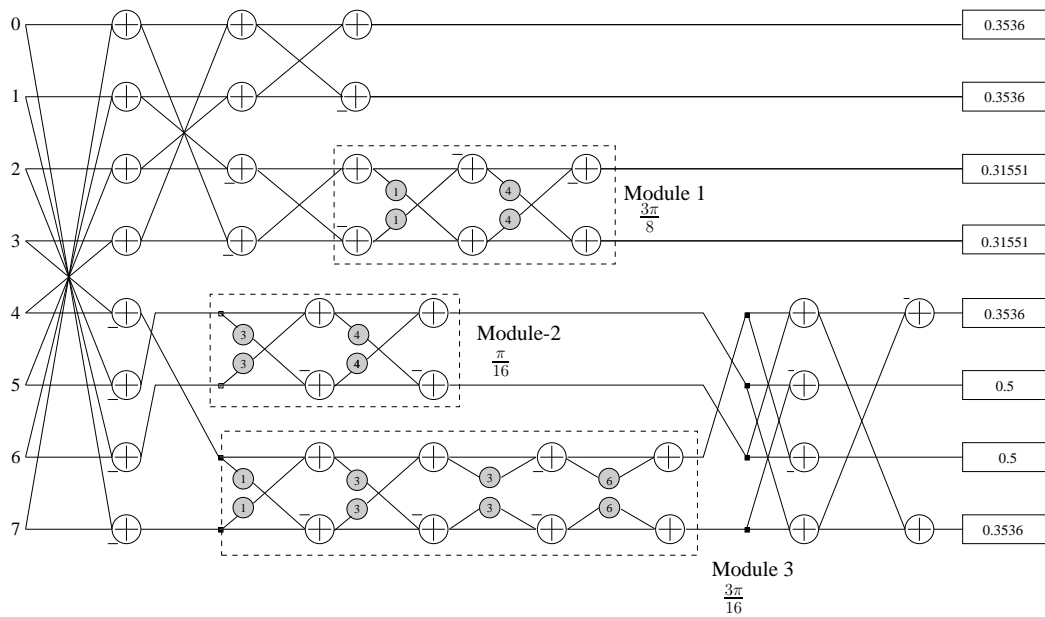 0 0.3536
1 0.3536
2 1 4 0.31551
1 4 Module 1
3π/8
3 0.31551
4 0.3536
3 4 Module-2
3 4 π/16
5 0.5
6 0.5
1 3 3 6
1 3 3 6
7 0.3536
Module 3
3π/16